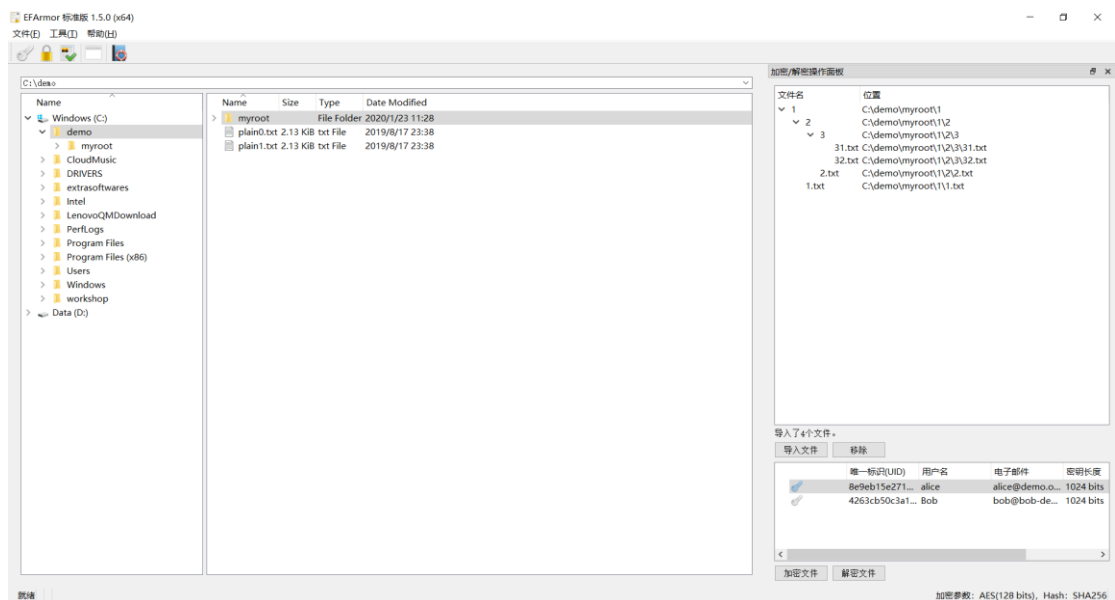 EFArmor 标准版 1.5.0 (x64)
文件(F) 工具(T) 帮助(H)
C:\demo
Name
Windows (C:)
demo
myroot
CloudMusic
DRIVERS
extrasoftwares
Intel
LenovoQMDownload
PerfLogs
Program Files
Program Files (x86)
Users
Windows
workshop
Data (D:)
Name Size Type Date Modified
myroot File Folder 2020/1/23 11:28
plain0.txt 2.13 KiB txt File 2019/8/17 23:38
plain1.txt 2.13 KiB txt File 2019/8/17 23:38
加密/解密操作面板
文件名 位置
1 C:\demo\myroot\1
2 C:\demo\myroot\1\2
3 C:\demo\myroot\1\2\3
31.txt C:\demo\myroot\1\2\3\31.txt
32.txt C:\demo\myroot\1\2\3\32.txt
2.txt C:\demo\myroot\1\2\2.txt
1.txt C:\demo\myroot\1\1.txt
导入了4个文件。
导入文件 移除
唯一标识(UID) 用户名 电子邮件 密钥长度
8e9eb15e271... alice alice@demo.o... 1024 bits
4263cb50c3a1... Bob bob@bob-de... 1024 bits
加密文件 解密文件
就绪 加密参数: AES(128 bits), Hash: SHA256